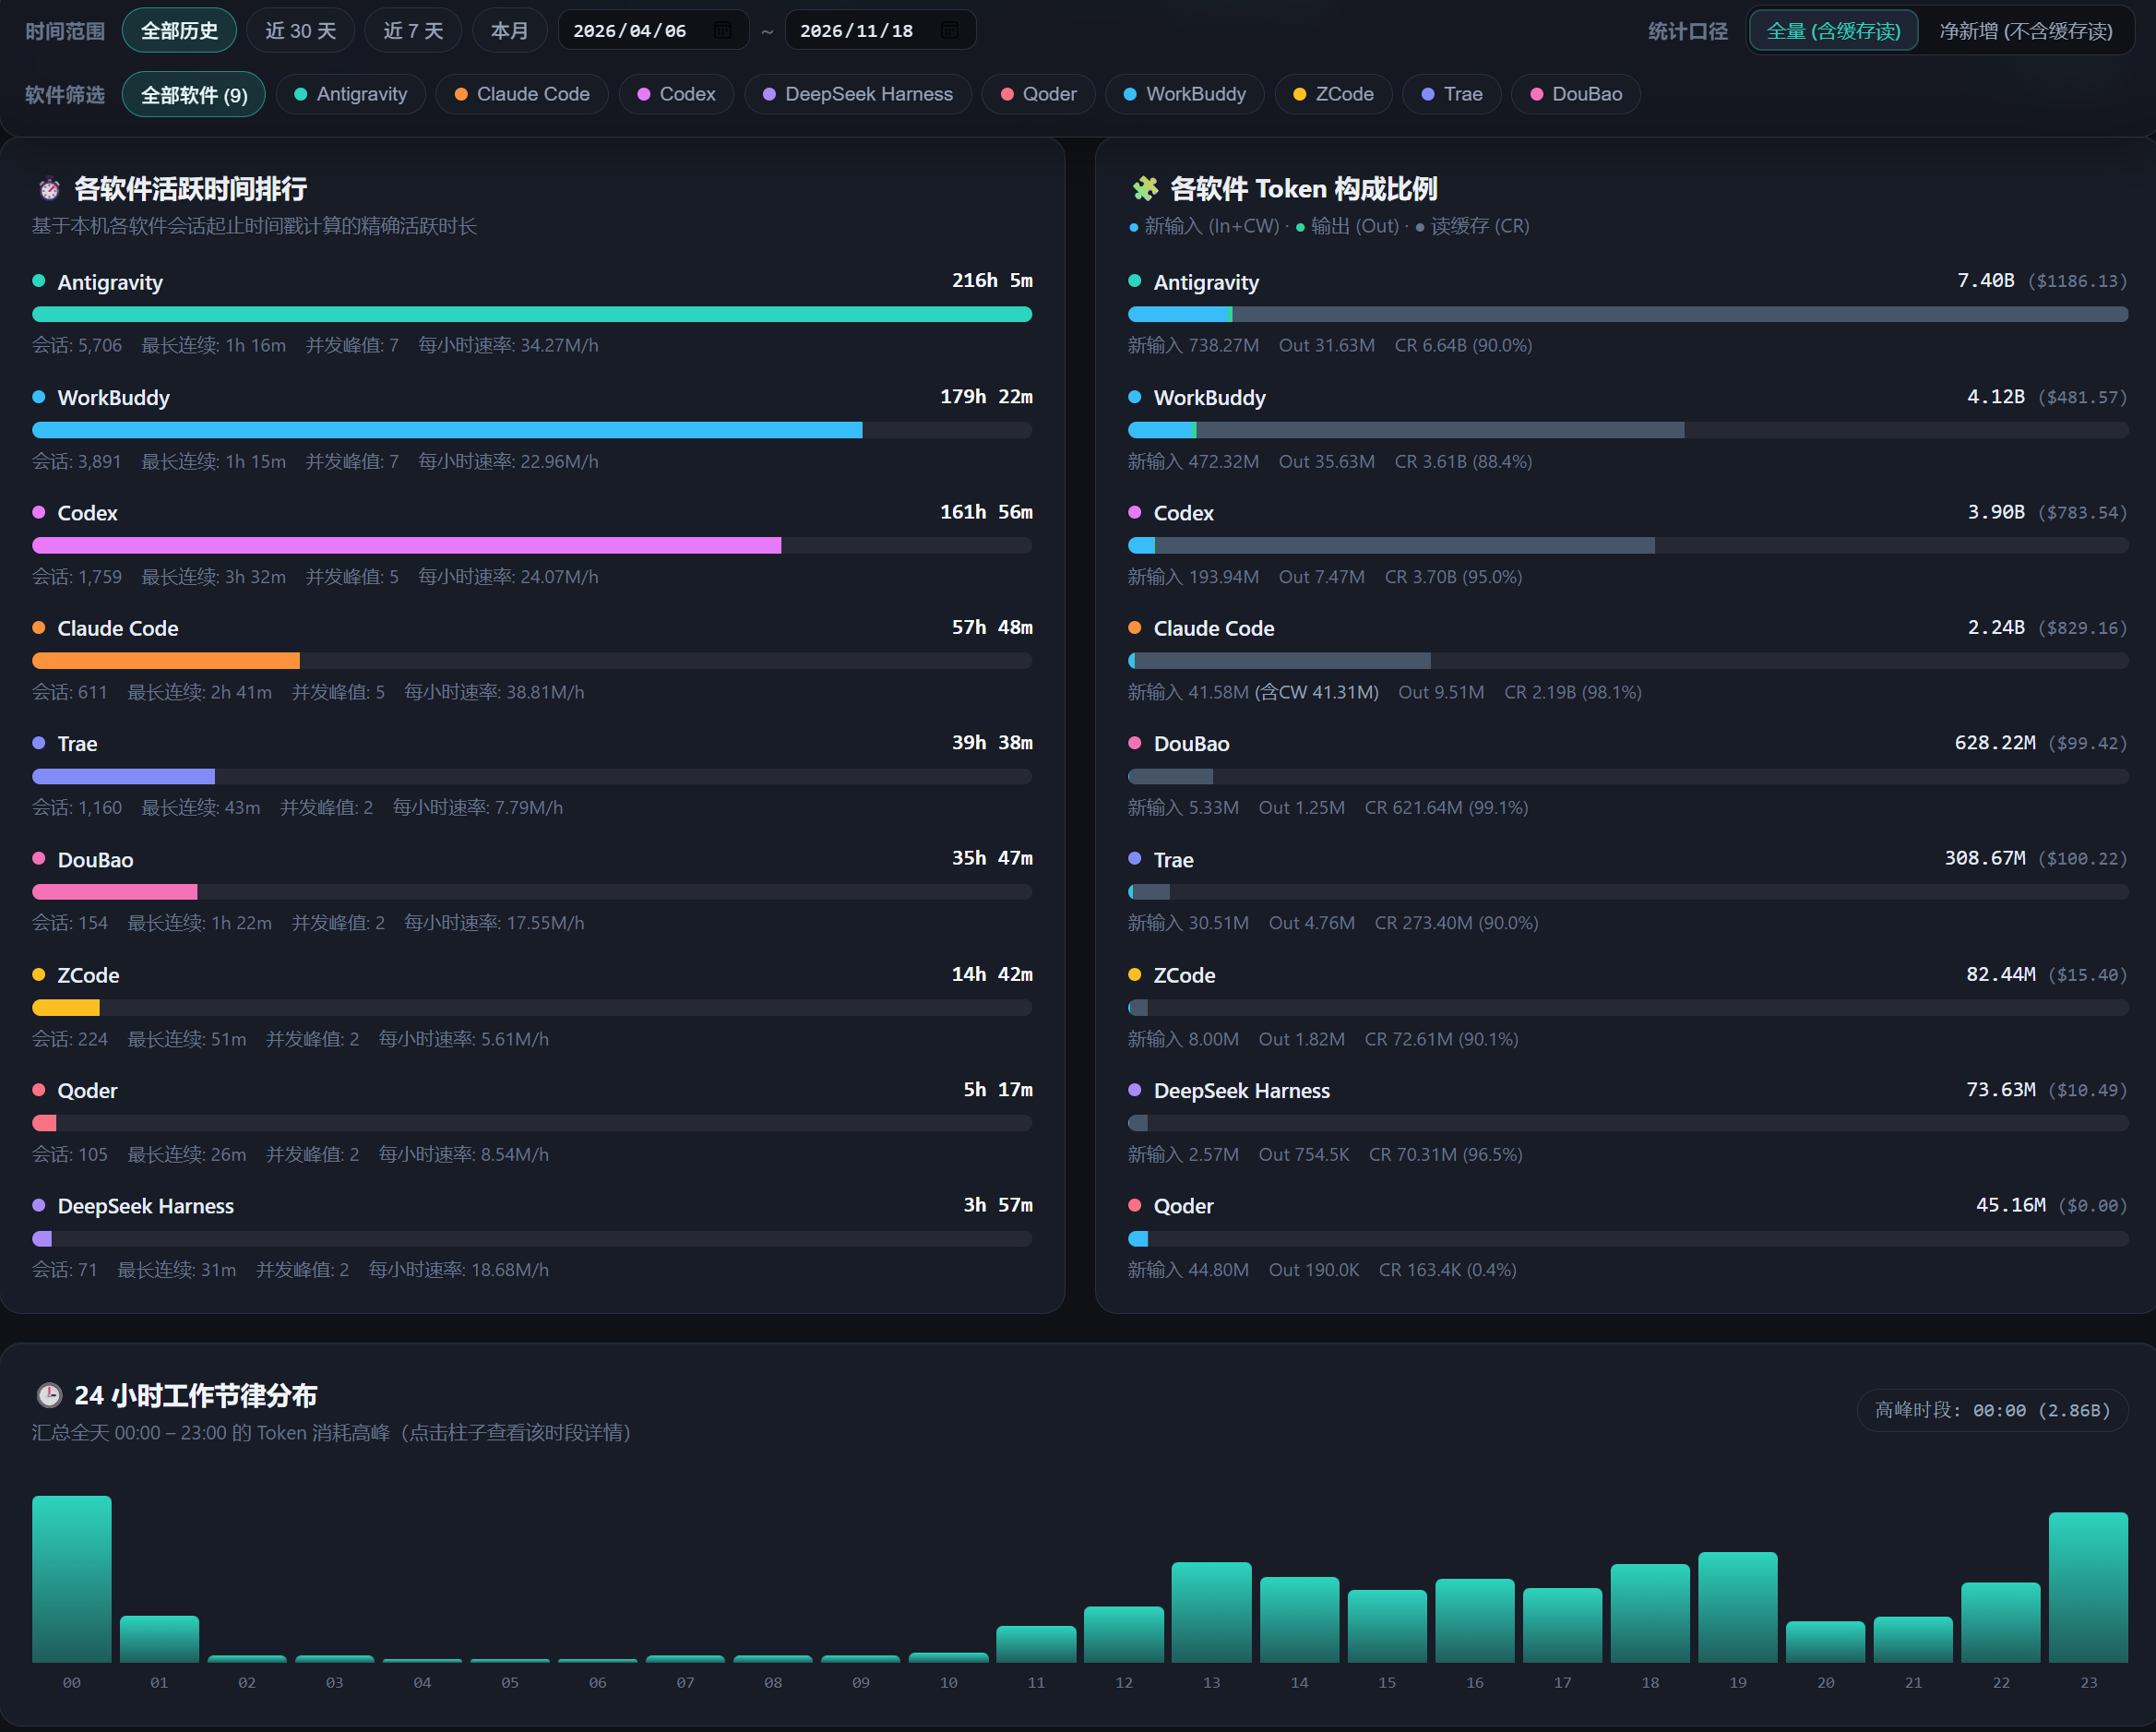 时间范围 全部历史 近 30 天 近 7 天 本月 2026/04/06 ~ 2026/11/18 统计口径 全量 (含缓存读) 净新增 (不含缓存读)
软件筛选 全部软件 (9) Antigravity Claude Code Codex DeepSeek Harness Qoder WorkBuddy ZCode Trae DouBao
各软件活跃时间排行
基于本机各软件会话起止时间戳计算的精确活跃时长
Antigravity 216h 5m
会话: 5,706 最长连续: 1h 16m 并发峰值: 7 每小时速率: 34.27M/h
WorkBuddy 179h 22m
会话: 3,891 最长连续: 1h 15m 并发峰值: 7 每小时速率: 22.96M/h
Codex 161h 56m
会话: 1,759 最长连续: 3h 32m 并发峰值: 5 每小时速率: 24.07M/h
Claude Code 57h 48m
会话: 611 最长连续: 2h 41m 并发峰值: 5 每小时速率: 38.81M/h
Trae 39h 38m
会话: 1,160 最长连续: 43m 并发峰值: 2 每小时速率: 7.79M/h
DouBao 35h 47m
会话: 154 最长连续: 1h 22m 并发峰值: 2 每小时速率: 17.55M/h
ZCode 14h 42m
会话: 224 最长连续: 51m 并发峰值: 2 每小时速率: 5.61M/h
Qoder 5h 17m
会话: 105 最长连续: 26m 并发峰值: 2 每小时速率: 8.54M/h
DeepSeek Harness 3h 57m
会话: 71 最长连续: 31m 并发峰值: 2 每小时速率: 18.68M/h
各软件 Token 构成比例
新输入 (In+CW) · 输出 (Out) · 读缓存 (CR)
Antigravity 7.40B ($1186.13)
新输入 738.27M Out 31.63M CR 6.64B (90.0%)
WorkBuddy 4.12B ($481.57)
新输入 472.32M Out 35.63M CR 3.61B (88.4%)
Codex 3.90B ($783.54)
新输入 193.94M Out 7.47M CR 3.70B (95.0%)
Claude Code 2.24B ($829.16)
新输入 41.58M (含CW 41.31M) Out 9.51M CR 2.19B (98.1%)
DouBao 628.22M ($99.42)
新输入 5.33M Out 1.25M CR 621.64M (99.1%)
Trae 308.67M ($100.22)
新输入 30.51M Out 4.76M CR 273.40M (90.0%)
ZCode 82.44M ($15.40)
新输入 8.00M Out 1.82M CR 72.61M (90.1%)
DeepSeek Harness 73.63M ($10.49)
新输入 2.57M Out 754.5K CR 70.31M (96.5%)
Qoder 45.16M ($0.00)
新输入 44.80M Out 190.0K CR 163.4K (0.4%)
24 小时工作节律分布
汇总全天 00:00 – 23:00 的 Token 消耗高峰（点击柱子查看该时段详情）
高峰时段: 00:00 (2.86B)
00 01 02 03 04 05 06 07 08 09 10 11 12 13 14 15 16 17 18 19 20 21 22 23